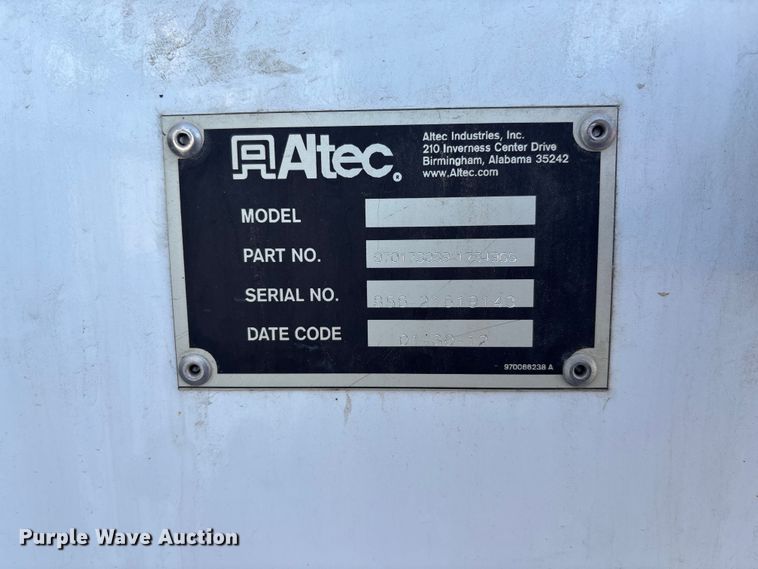 Altec®
Altec Industries, Inc.
210 Inverness Center Drive
Birmingham, Alabama 35242
www.Altec.com
MODEL
PART NO.
SERIAL NO.
DATE CODE
970086238 A
Purple Wave Auction